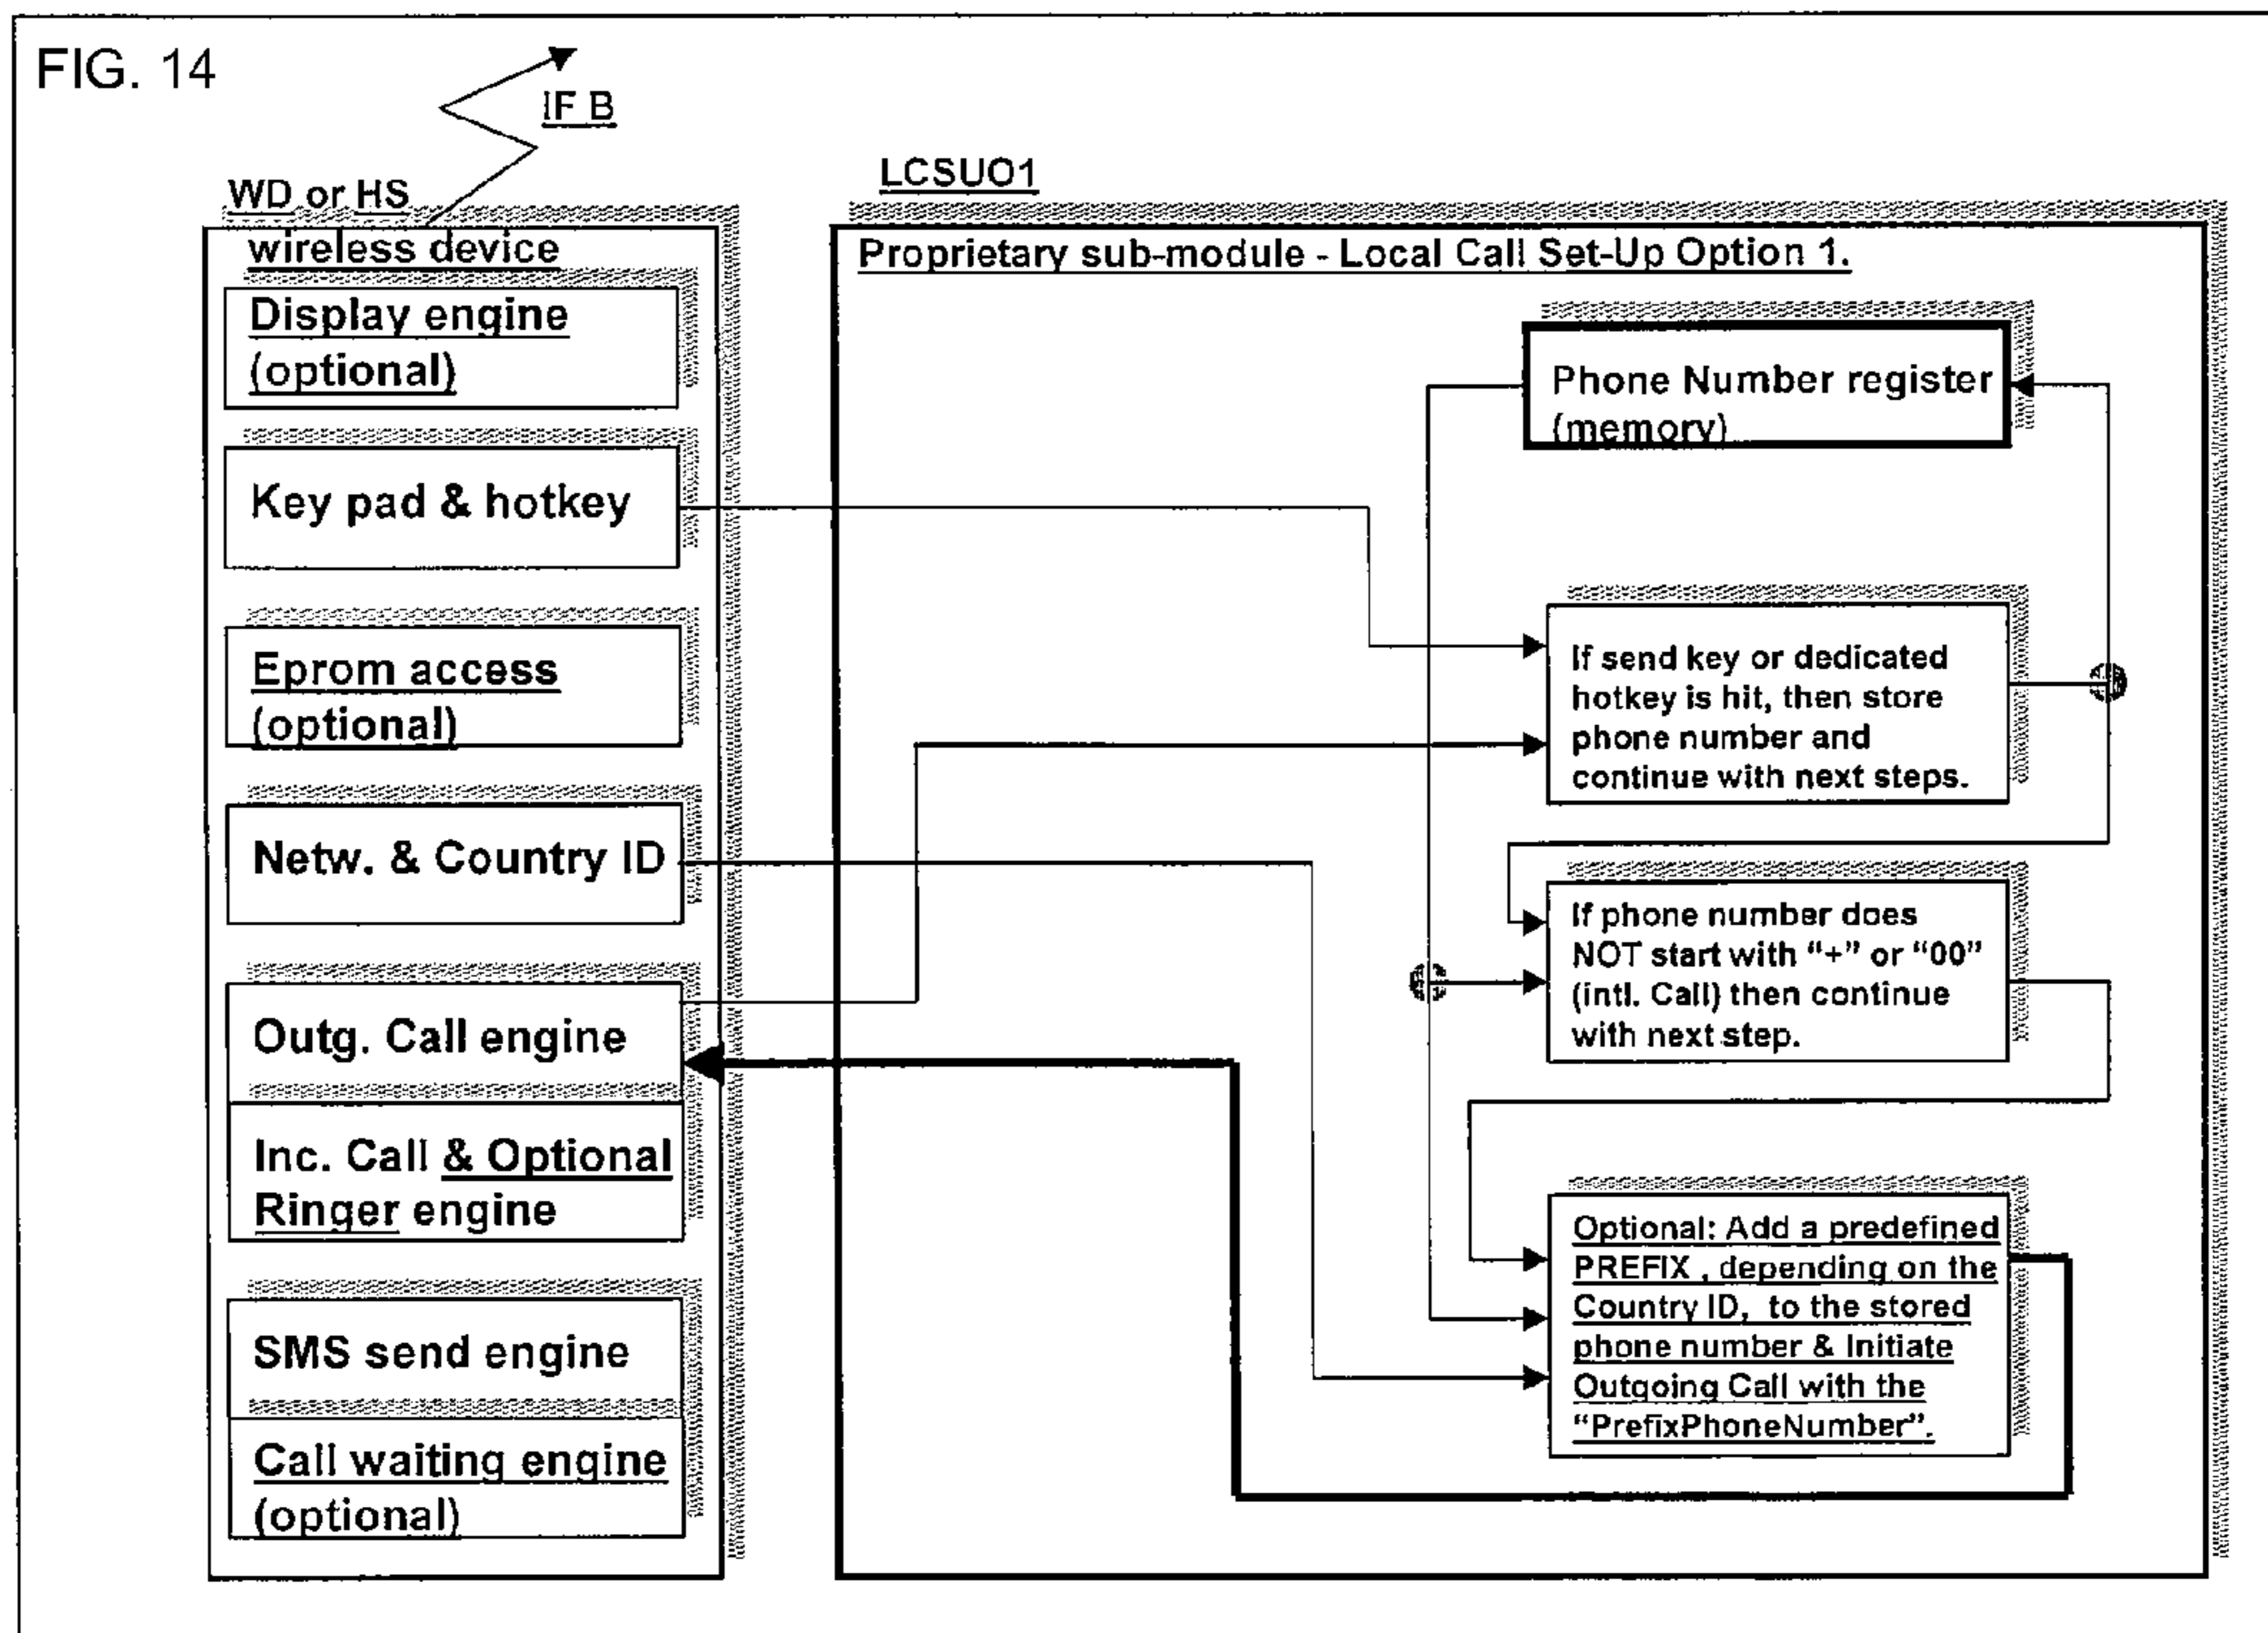 FIG. 14
IF B
WD or HS
wireless device
Display engine
(optional)
Key pad & hotkey
Eprom access
(optional)
Netw. & Country ID
Outg. Call engine
Inc. Call & Optional
Ringer engine
SMS send engine
Call waiting engine
(optional)
LCSUO1
Proprietary sub-module - Local Call Set-Up Option 1.
Phone Number register
(memory)
If send key or dedicated
hotkey is hit, then store
phone number and
continue with next steps.
If phone number does
NOT start with “+” or “00”
(intl. Call) then continue
with next step.
Optional: Add a predefined
PREFIX , depending on the
Country ID, to the stored
phone number & Initiate
Outgoing Call with the
“PrefixPhoneNumber”.